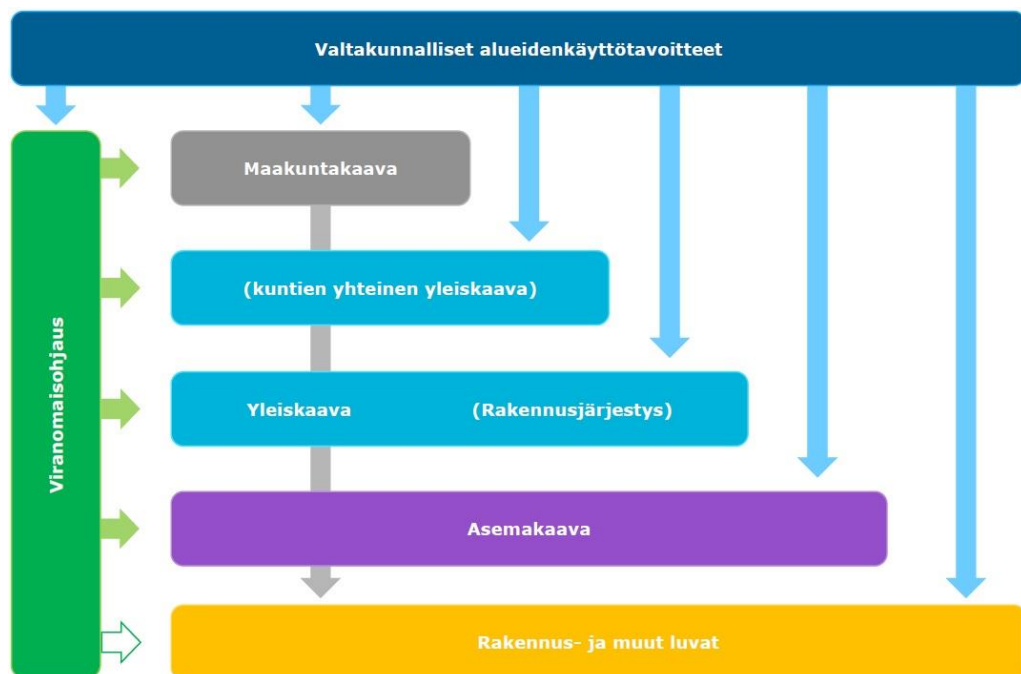 Valtakunnalliset alueidenkäyttötavoitteet
Viranomaisohjaus
Maakuntakaava
(kuntien yhteinen yleiskaava)
Yleiskaava (Rakennusjärjestys)
Asemakaava
Rakennus- ja muut luvat